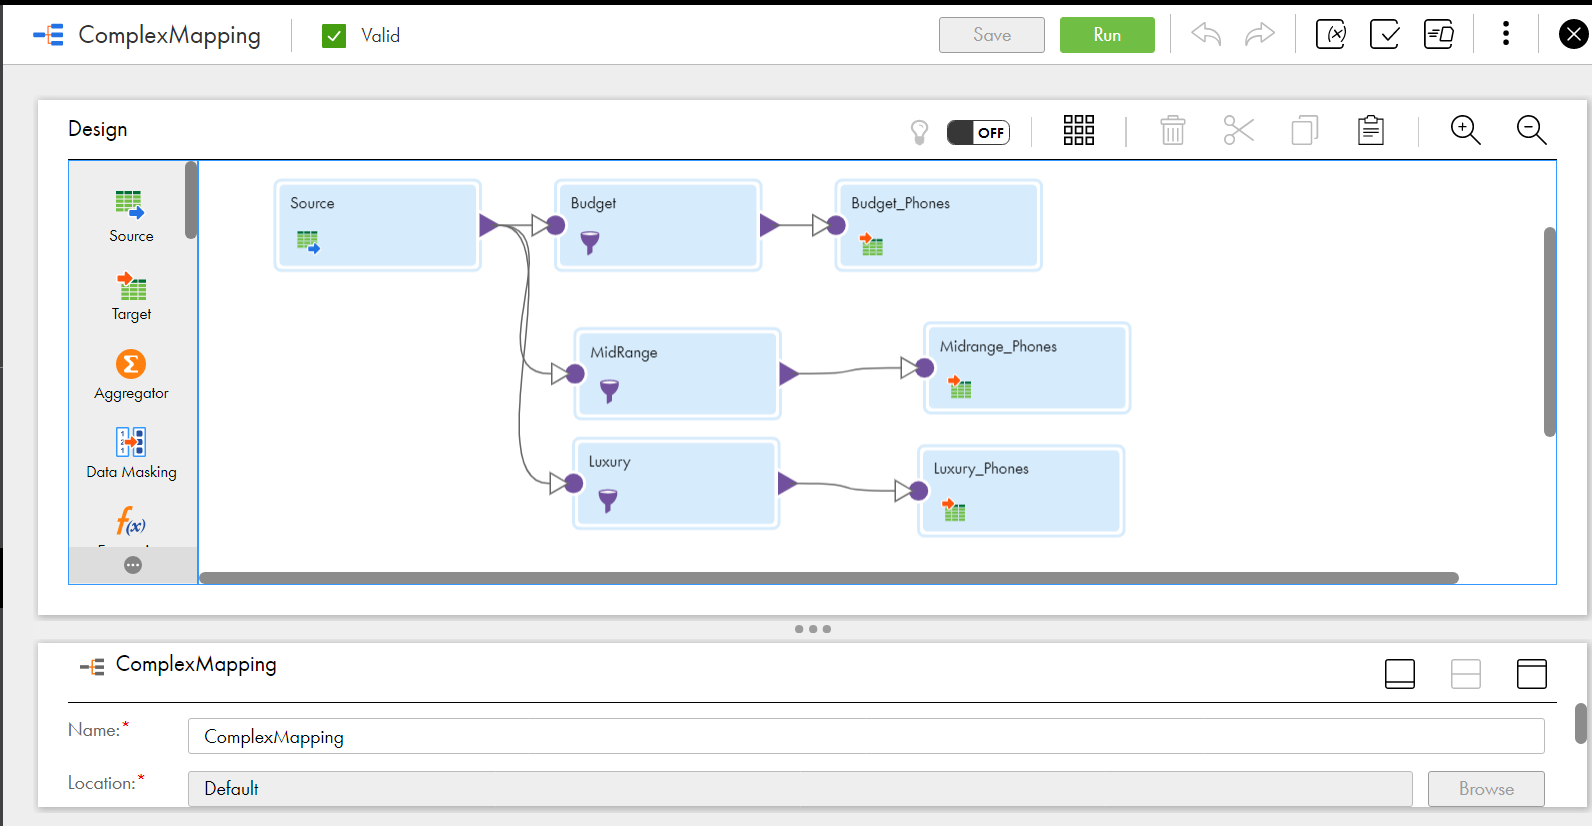 ComplexMapping
Valid
Save
Run
(x)
Design
OFF
Source
Target
Aggregator
Data Masking
f(x)
Source
Budget
Budget_Phones
MidRange
Midrange_Phones
Luxury
Luxury_Phones
ComplexMapping
Name:*
ComplexMapping
Location:*
Default
Browse